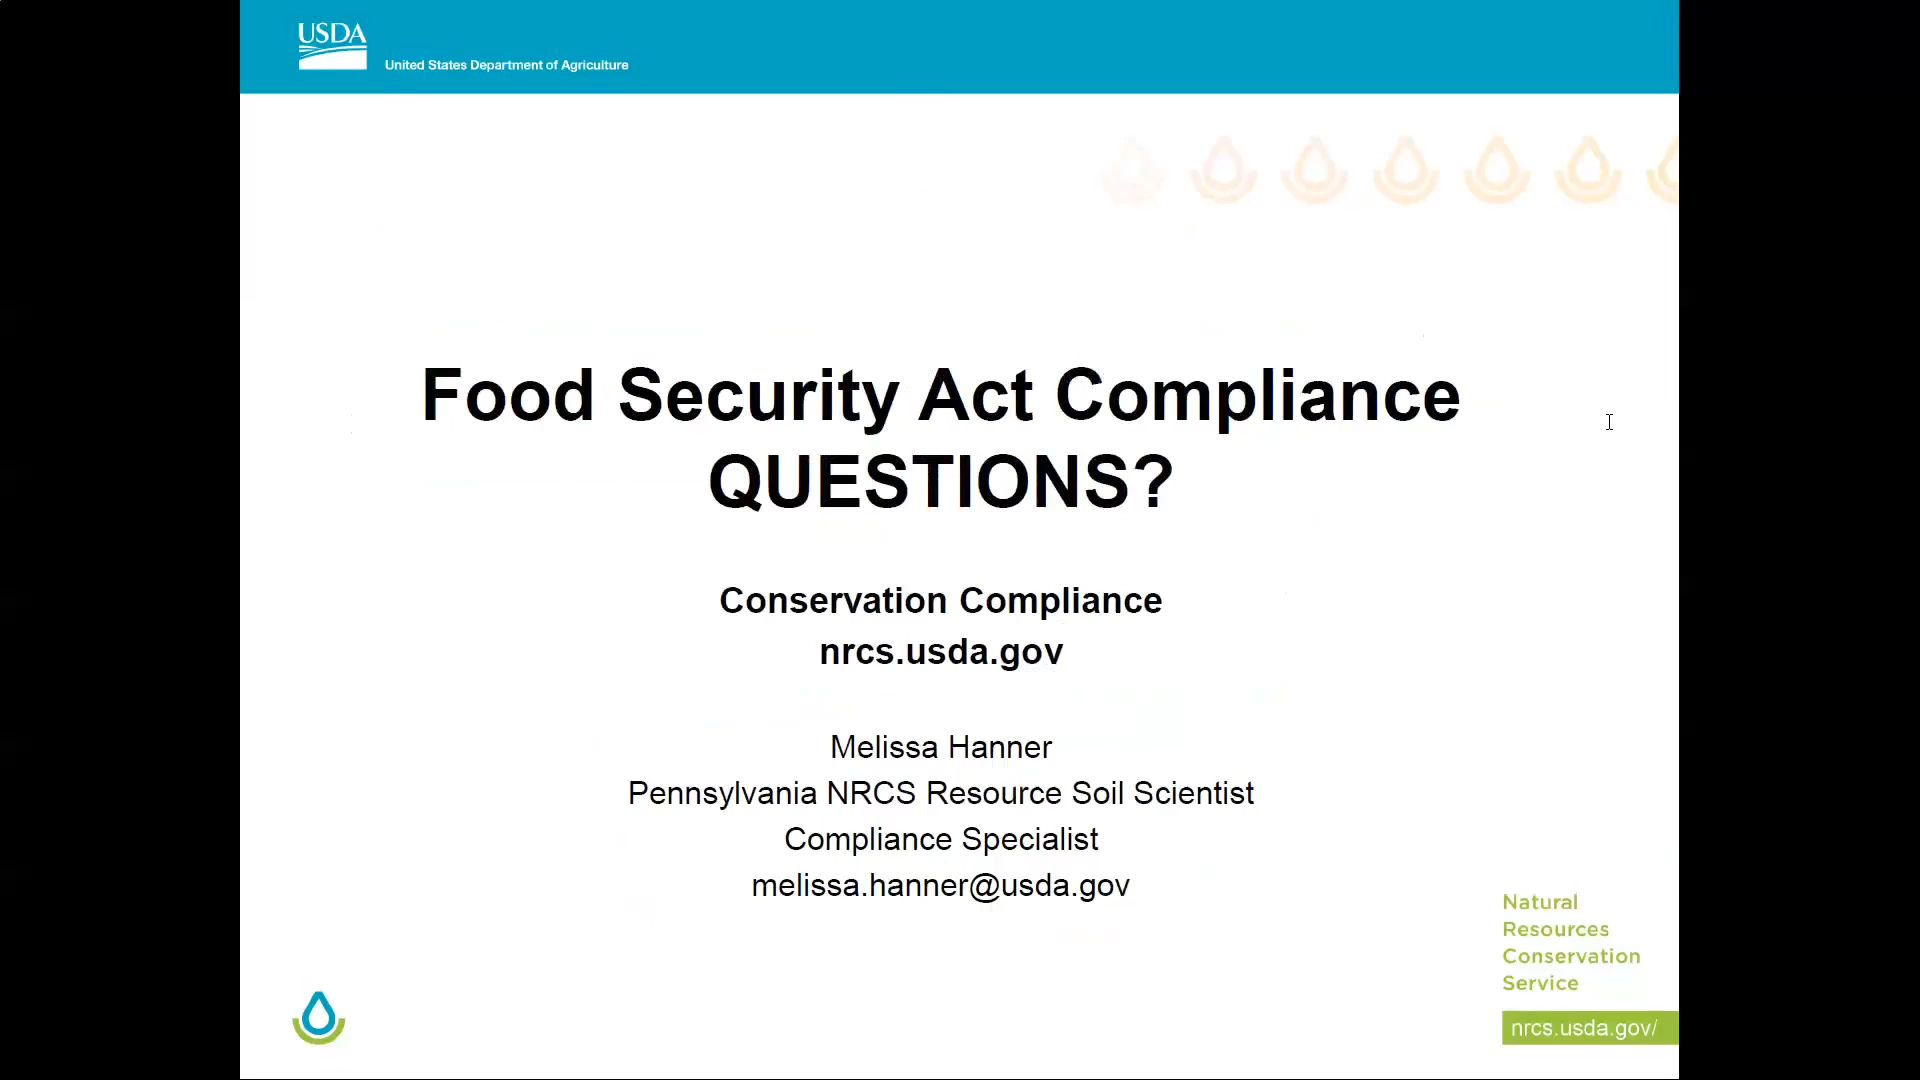 USDA
United States Department of Agriculture
Food Security Act Compliance
QUESTIONS?
Conservation Compliance
nrcs.usda.gov
Melissa Hanner
Pennsylvania NRCS Resource Soil Scientist
Compliance Specialist
melissa.hanner@usda.gov
Natural
Resources
Conservation
Service
nrcs.usda.gov/